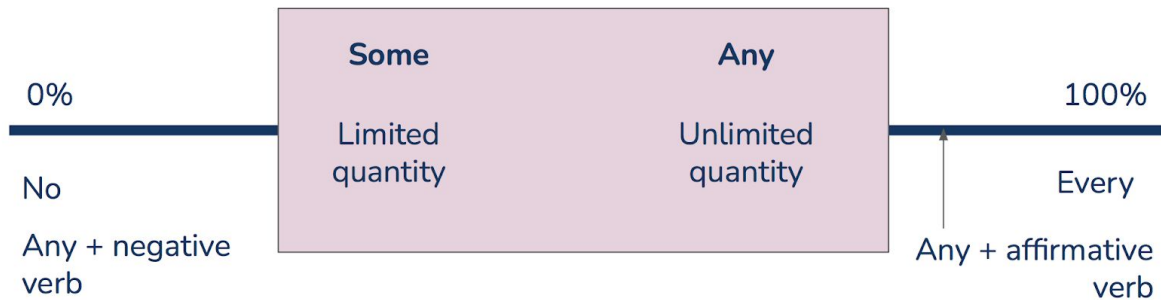 Some
Any
0%
100%
Limited
quantity
Unlimited
quantity
No
Every
Any + negative
verb
Any + affirmative
verb